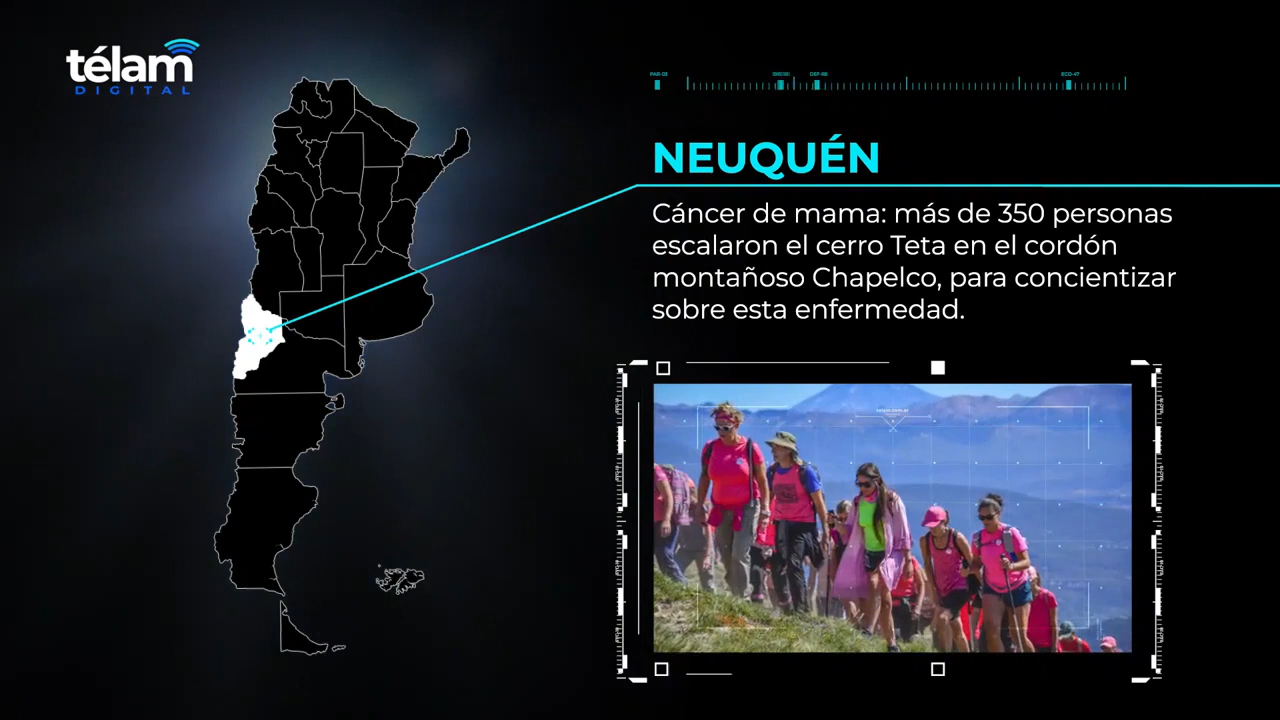 télam
DIGITAL
NEUQUÉN
Cáncer de mama: más de 350 personas
escalaron el cerro Teta en el cordón
montañoso Chapelco, para concientizar
sobre esta enfermedad.